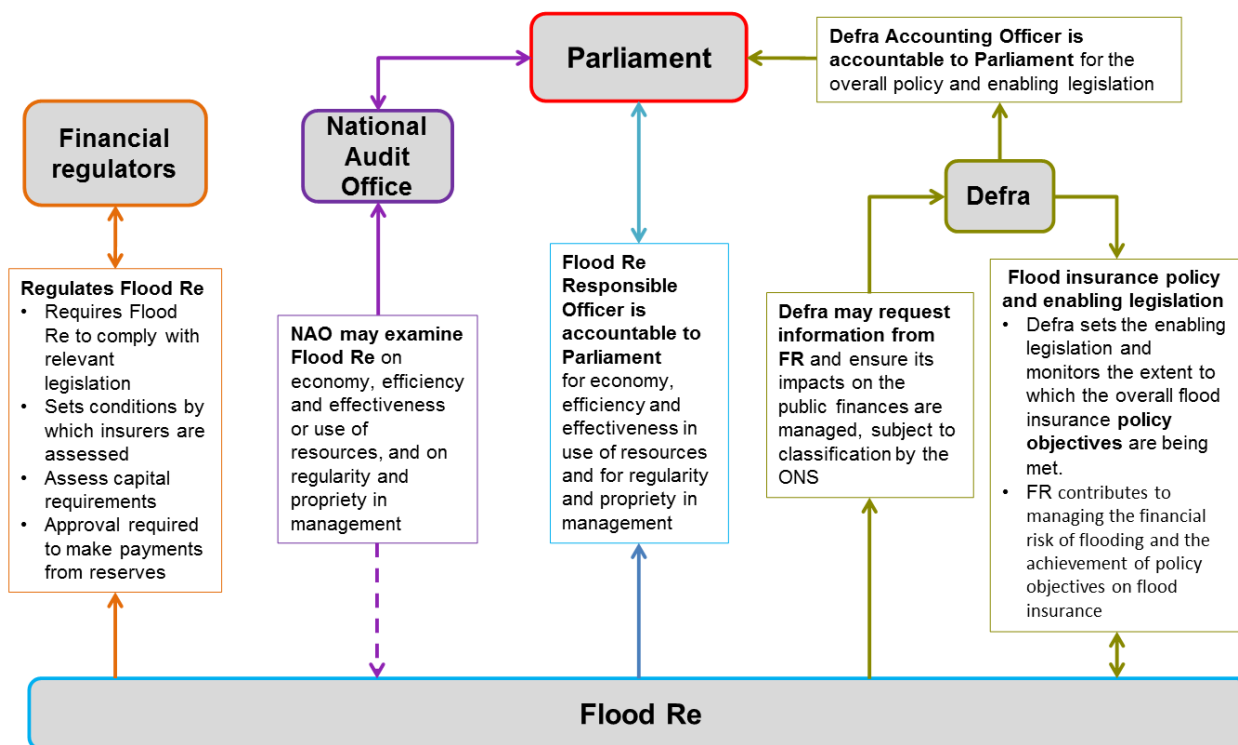 Parliament
Defra Accounting Officer is
accountable to Parliament for the
overall policy and enabling legislation
Financial
regulators
National
Audit
Office
Defra
Regulates Flood Re
• Requires Flood
Re to comply with
relevant
legislation
• Sets conditions by
which insurers are
assessed
• Assess capital
requirements
• Approval required
to make payments
from reserves
NAO may examine
Flood Re on
economy, efficiency
and effectiveness
or use of
resources, and on
regularity and
propriety in
management
Flood Re
Responsible
Officer is
accountable to
Parliament
for economy,
efficiency and
effectiveness in
use of resources
and for regularity
and propriety in
management
Defra may request
information from
FR and ensure its
impacts on the
public finances are
managed, subject to
classification by the
ONS
Flood insurance policy
and enabling legislation
• Defra sets the enabling
legislation and
monitors the extent to
which the overall flood
insurance policy
objectives are being
met.
• FR contributes to
managing the financial
risk of flooding and the
achievement of policy
objectives on flood
insurance
Flood Re